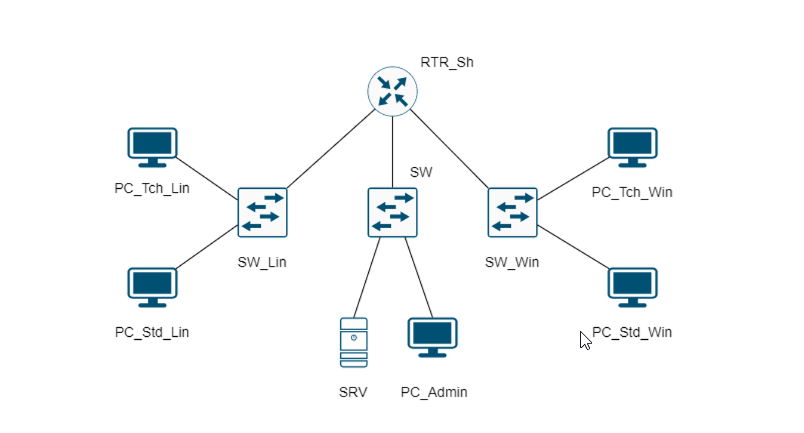 RTR_Sh
PC_Tch_Lin
SW
PC_Tch_Win
SW_Lin
SW_Win
PC_Std_Lin
PC_Std_Win
SRV
PC_Admin